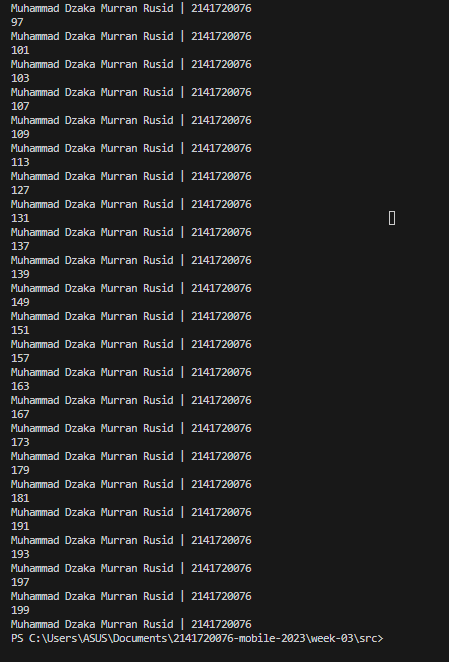 Muhammad Dzaka Murran Rusid | 2141720076
97
Muhammad Dzaka Murran Rusid | 2141720076
101
Muhammad Dzaka Murran Rusid | 2141720076
103
Muhammad Dzaka Murran Rusid | 2141720076
107
Muhammad Dzaka Murran Rusid | 2141720076
109
Muhammad Dzaka Murran Rusid | 2141720076
113
Muhammad Dzaka Murran Rusid | 2141720076
127
Muhammad Dzaka Murran Rusid | 2141720076
131
Muhammad Dzaka Murran Rusid | 2141720076
137
Muhammad Dzaka Murran Rusid | 2141720076
139
Muhammad Dzaka Murran Rusid | 2141720076
149
Muhammad Dzaka Murran Rusid | 2141720076
151
Muhammad Dzaka Murran Rusid | 2141720076
157
Muhammad Dzaka Murran Rusid | 2141720076
163
Muhammad Dzaka Murran Rusid | 2141720076
167
Muhammad Dzaka Murran Rusid | 2141720076
173
Muhammad Dzaka Murran Rusid | 2141720076
179
Muhammad Dzaka Murran Rusid | 2141720076
181
Muhammad Dzaka Murran Rusid | 2141720076
191
Muhammad Dzaka Murran Rusid | 2141720076
193
Muhammad Dzaka Murran Rusid | 2141720076
197
Muhammad Dzaka Murran Rusid | 2141720076
199
Muhammad Dzaka Murran Rusid | 2141720076
PS C:\Users\ASUS\Documents\2141720076-mobile-2023\week-03\src>